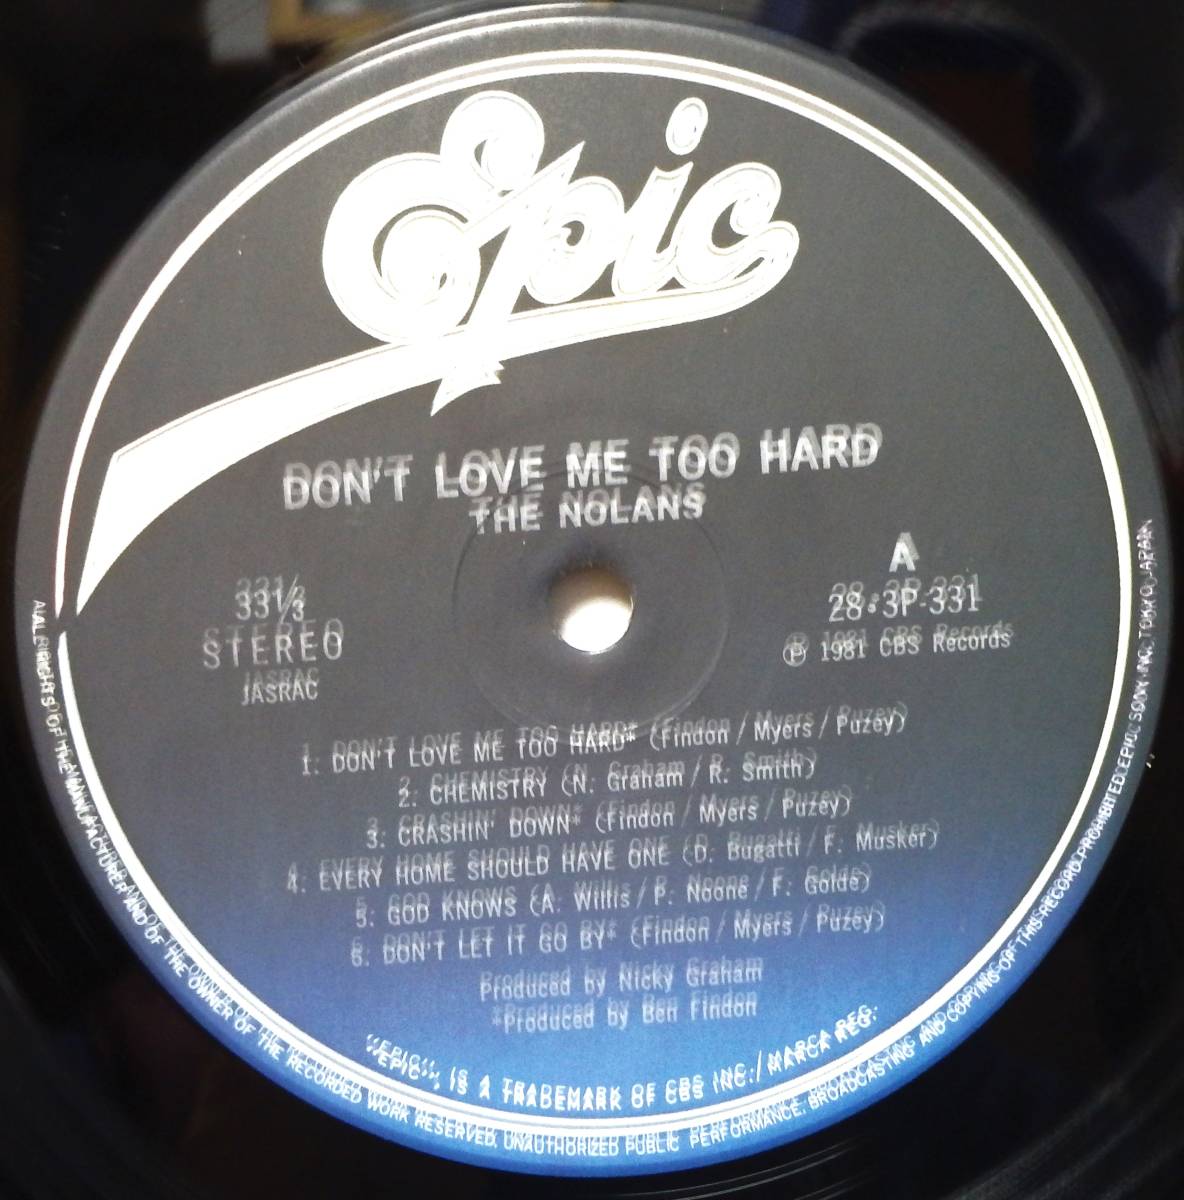 Epic
DON'T LOVE ME TOO HARD
THE NOLANS
A
33 1/3
28・3P-331
STEREO
Ⓟ 1981 CBS Records
JASRAC
1. DON'T LOVE ME TOO HARD* (Findon / Myers / Puzey)
2. CHEMISTRY (N. Graham / R. Smith)
3. CRASHIN' DOWN* (Findon / Myers / Puzey)
4. EVERY HOME SHOULD HAVE ONE (D. Bugatti / F. Musker)
5. GOD KNOWS (A. Willis / P. Noone / F. Golde)
6. DON'T LET IT GO BY* (Findon / Myers / Puzey)
Produced by Nicky Graham
*Produced by Ben Findon
"EPIC", IS A TRADEMARK OF CBS INC./MARCA REG.
ALL RIGHTS OF THE MANUFACTURER AND OF THE OWNER OF THE RECORDED WORK RESERVED. UNAUTHORIZED PUBLIC PERFORMANCE, BROADCASTING AND COPYING OF THIS RECORD PROHIBITED. EPIC/SONY INC. TOKYO JAPAN